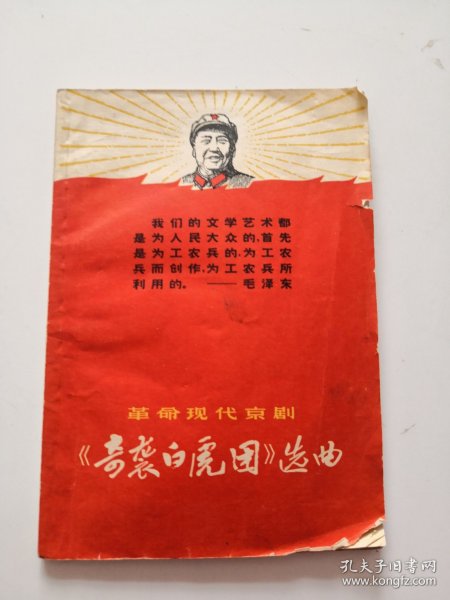 我们的文学艺术都
是为人民大众的，首先
是为工农兵的，为工农
兵而创作，为工农兵所
利用的。——毛泽东
革命现代京剧
《奇袭白虎团》选曲
孔夫子旧书网
www.kongfz.com